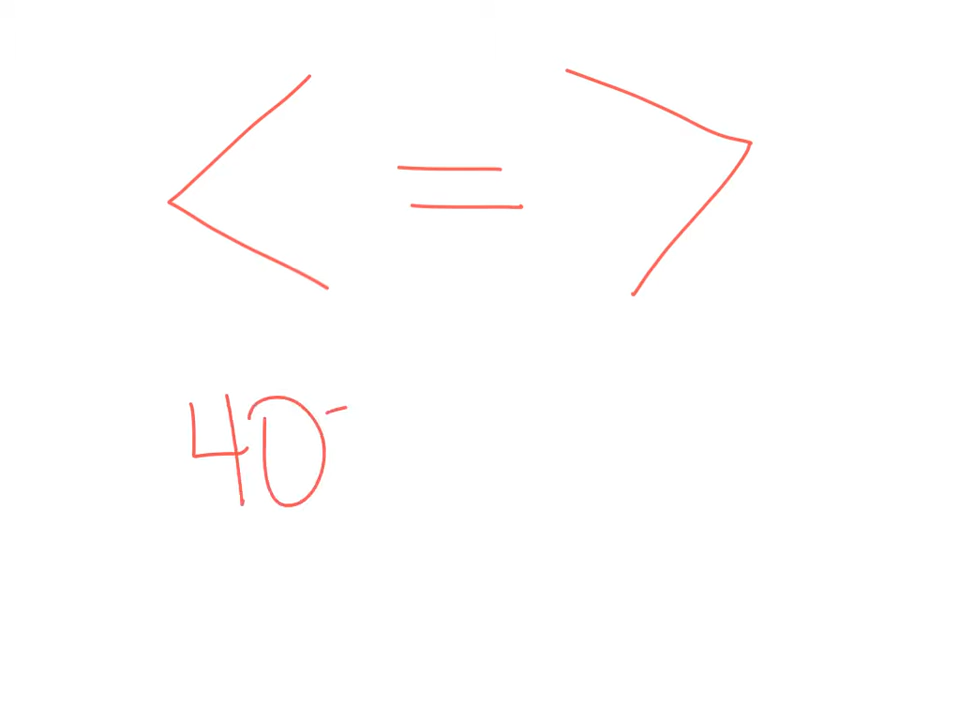 < = >
40-